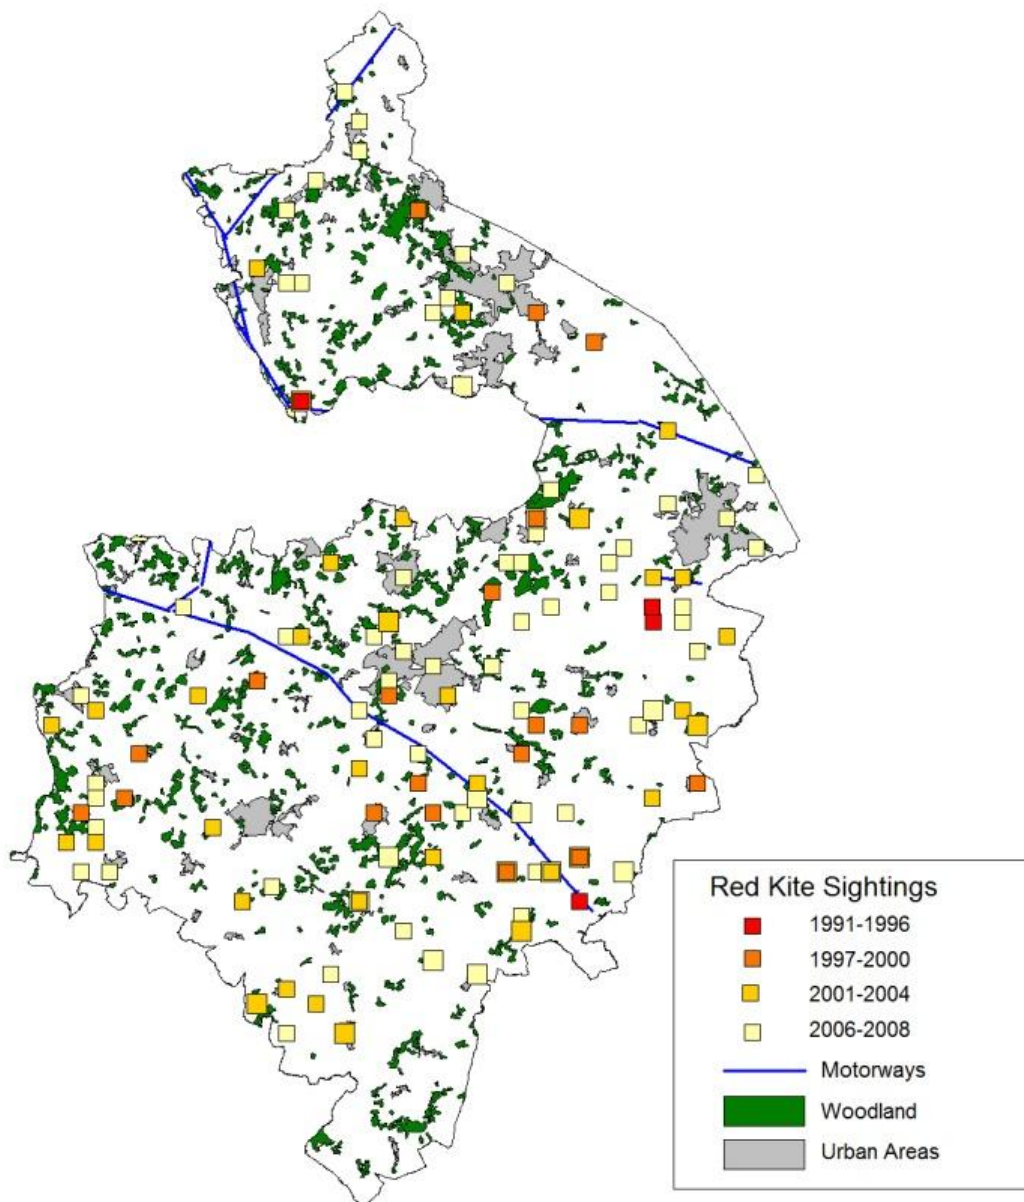 Red Kite Sightings
1991-1996
1997-2000
2001-2004
2006-2008
Motorways
Woodland
Urban Areas